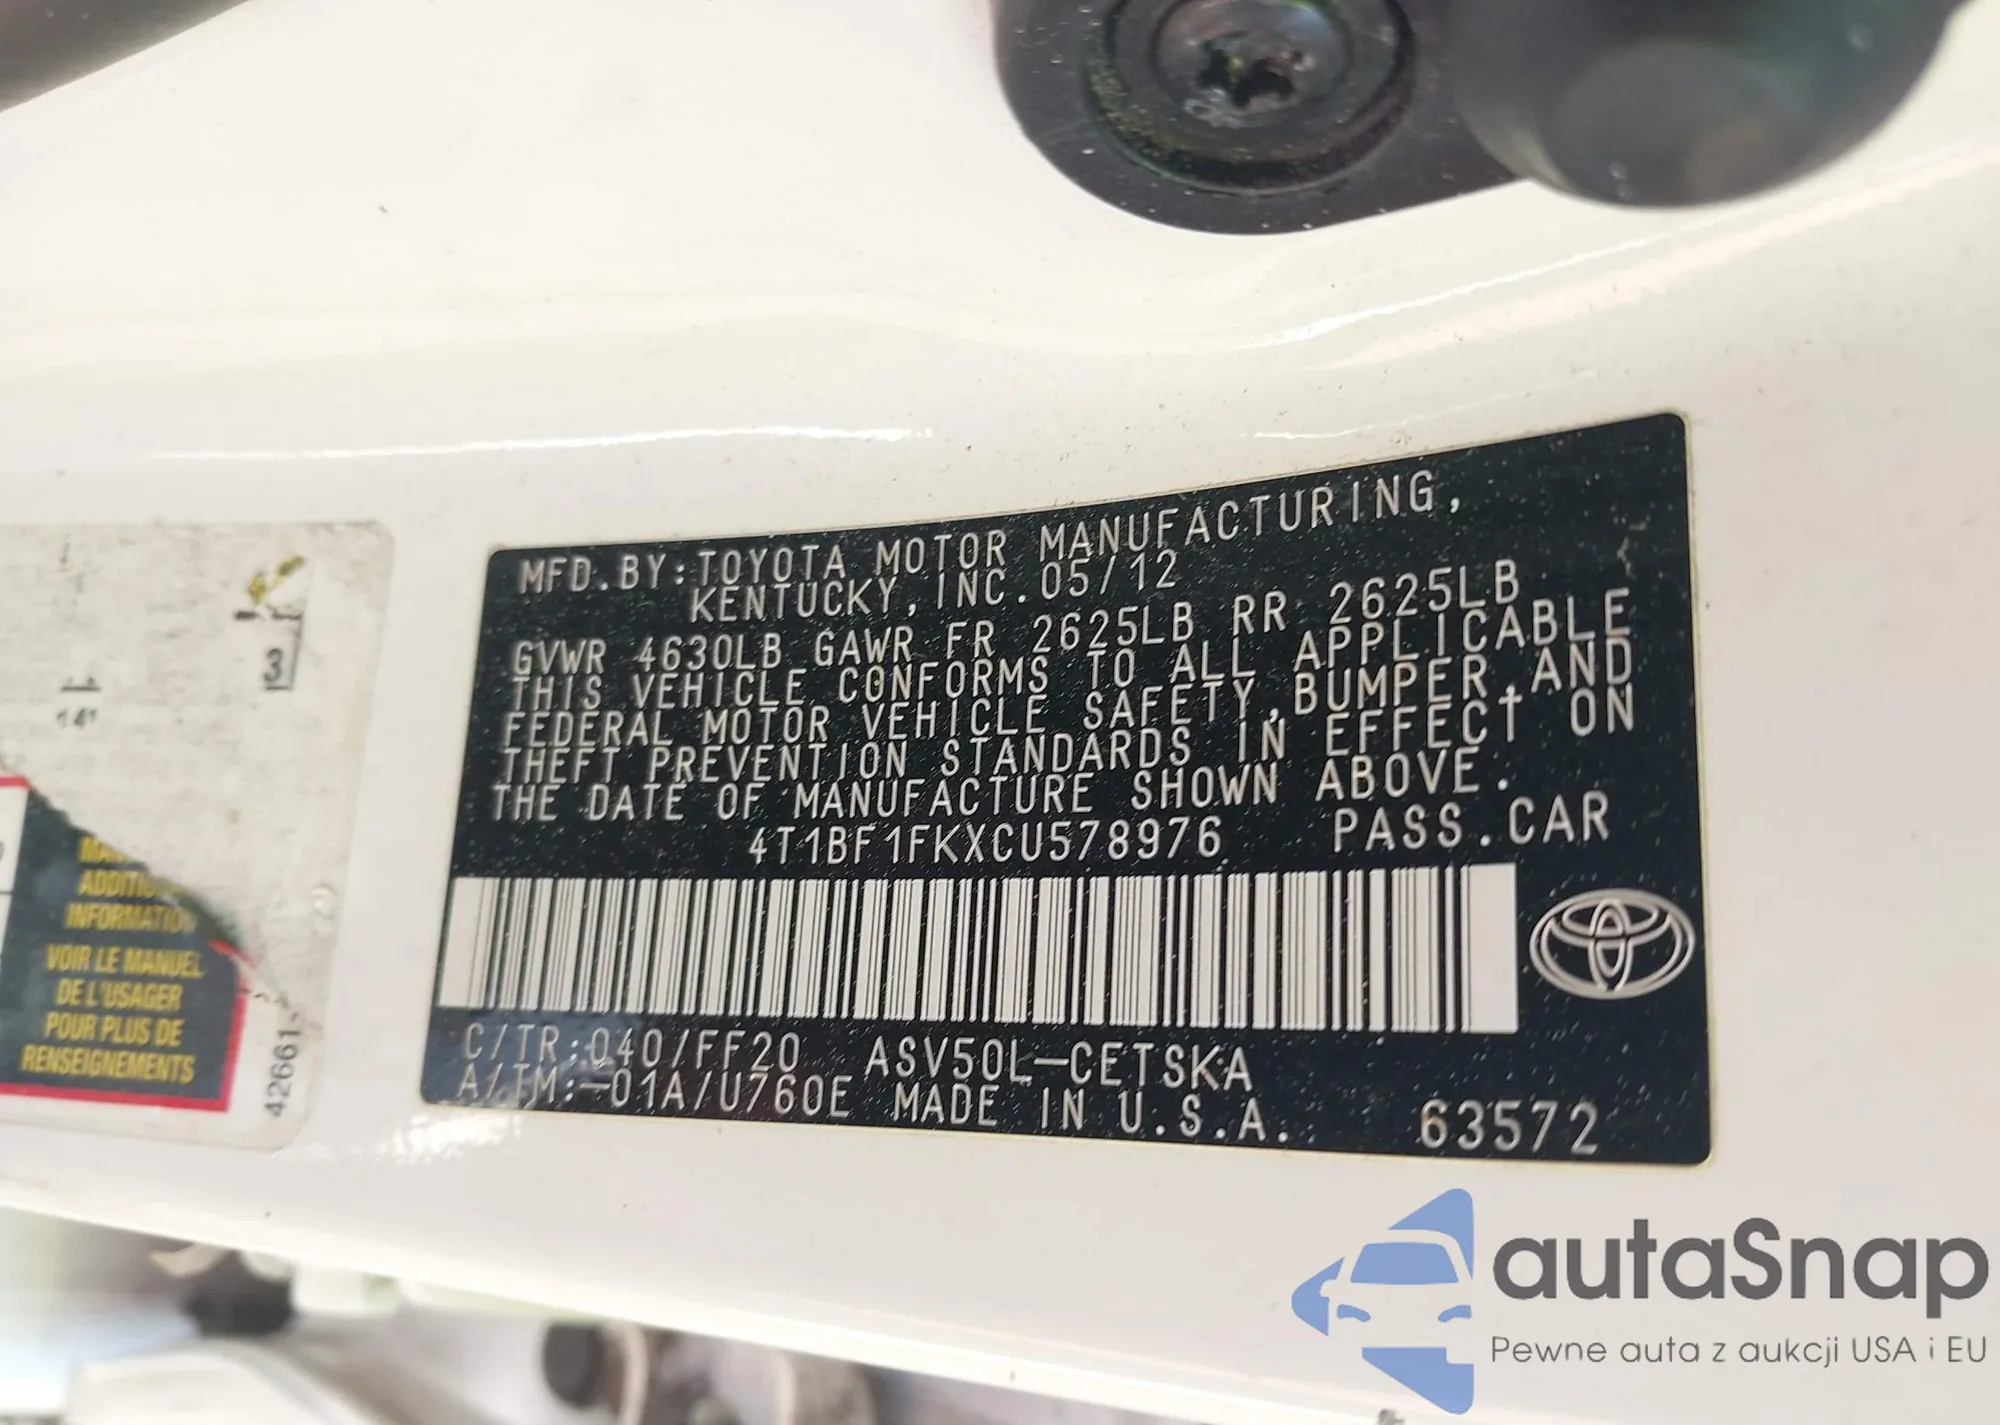 MFD.BY:TOYOTA MOTOR MANUFACTURING,
KENTUCKY, INC. 05/12
GVWR 4630LB GAWR FR 2625LB RR 2625LB
THIS VEHICLE CONFORMS TO ALL APPLICABLE
FEDERAL MOTOR VEHICLE SAFETY,BUMPER,AND
THEFT PREVENTION STANDARDS IN EFFECT ON
THE DATE OF MANUFACTURE SHOWN ABOVE.
4T1BF1FKXCU578976 PASS.CAR
C/TR:040/FF20 ASV50L-CETSKA
A/TM:-01A/U760E MADE IN U.S.A. 63572
3
141
ADDITIO
INFORMATION
VOIR LE MANUEL
DE L'USAGER
POUR PLUS DE
RENSEIGNEMENTS
42661-
autaSnap
Pewne auta z aukcji USA i EU